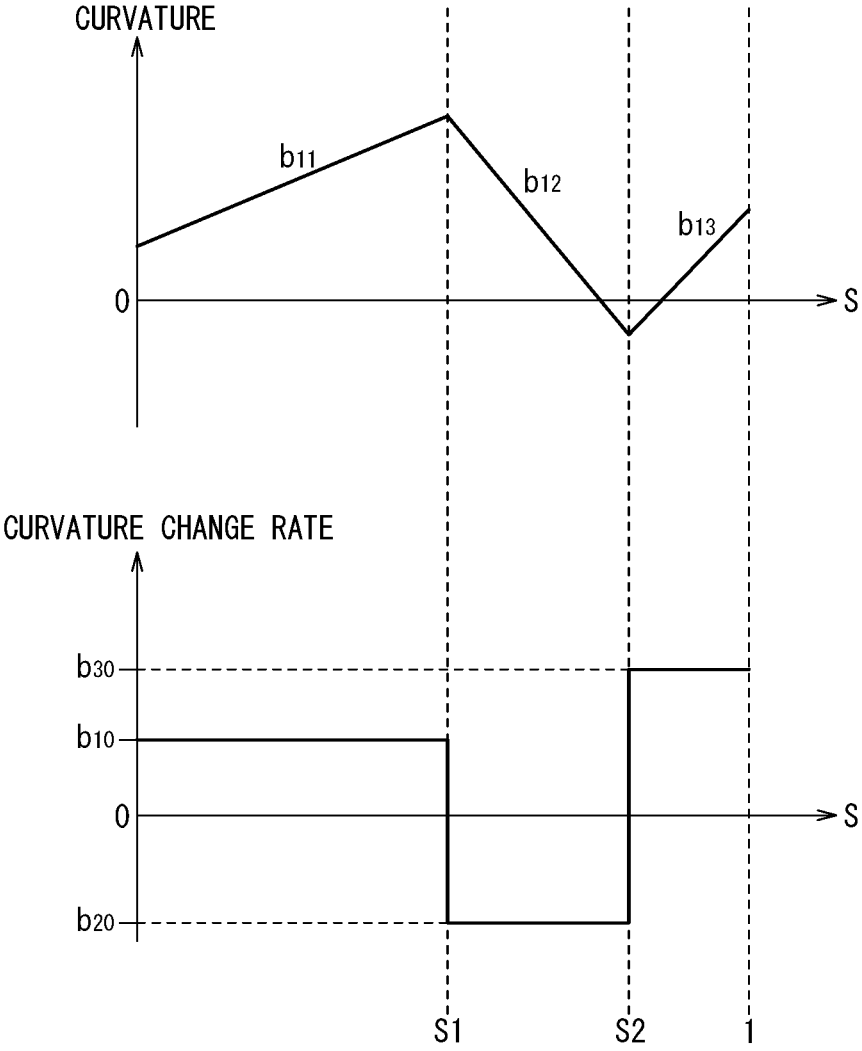 CURVATURE
b11
b12
b13
0
S
CURVATURE CHANGE RATE
b30
b10
0
S
b20
S1
S2
1